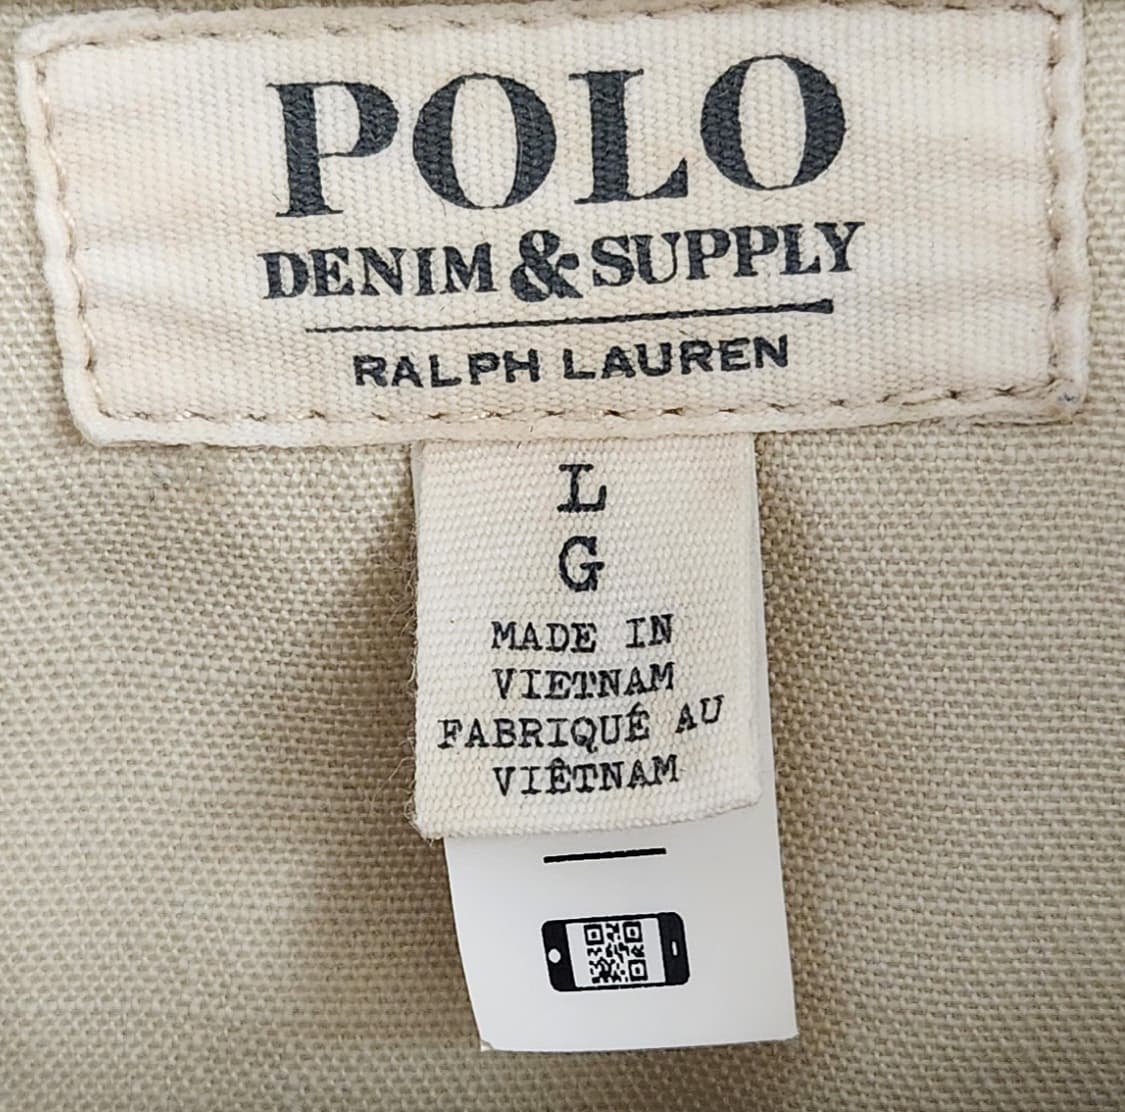 POLO
DENIM & SUPPLY
RALPH LAUREN
L
G
MADE IN
VIETNAM
FABRIQUÉ AU
VIÊTNAM